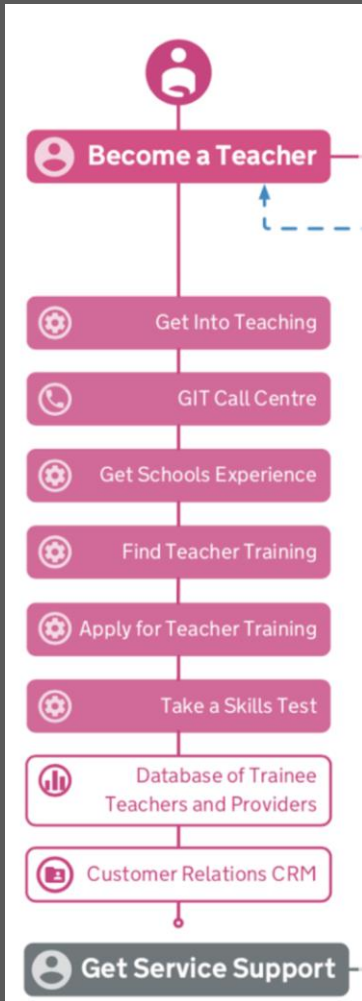 Become a Teacher
Get Into Teaching
GIT Call Centre
Get Schools Experience
Find Teacher Training
Apply for Teacher Training
Take a Skills Test
Database of Trainee
Teachers and Providers
Customer Relations CRM
Get Service Support